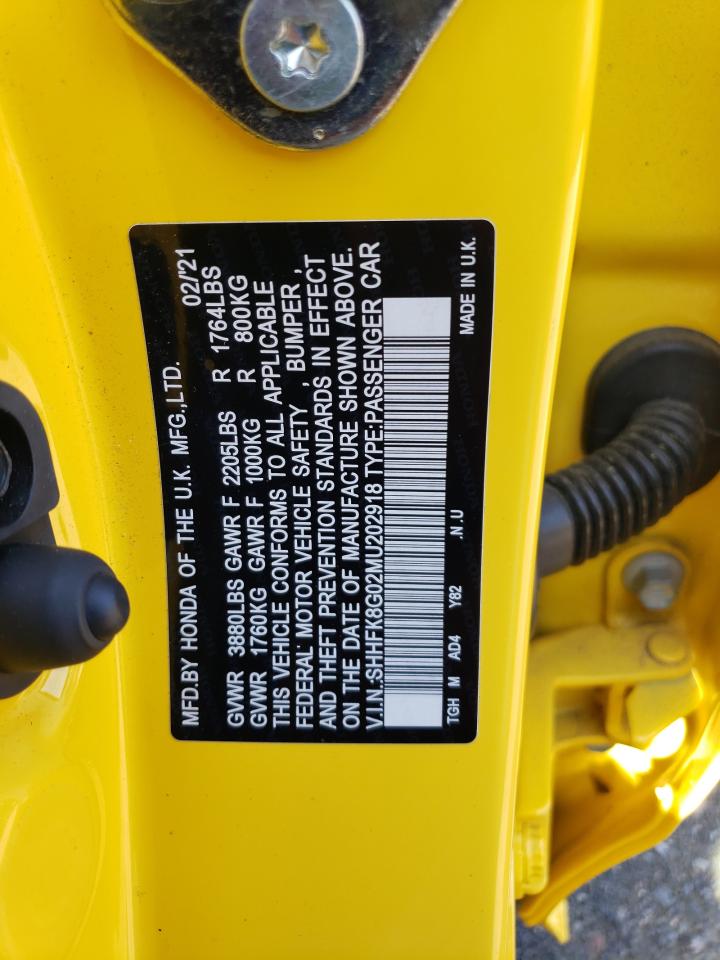 MFD.BY HONDA OF THE U.K. MFG.,LTD. 02/'21
GVWR 3880LBS GAWR F 2205LBS R 1764LBS
GVWR 1760KG GAWR F 1000KG R 800KG
THIS VEHICLE CONFORMS TO ALL APPLICABLE
FEDERAL MOTOR VEHICLE SAFETY , BUMPER ,
AND THEFT PREVENTION STANDARDS IN EFFECT
ON THE DATE OF MANUFACTURE SHOWN ABOVE.
V.I.N.:SHHFK8G02MU202918 TYPE:PASSENGER CAR
TGH M AD4 Y82 .N.U MADE IN U.K.